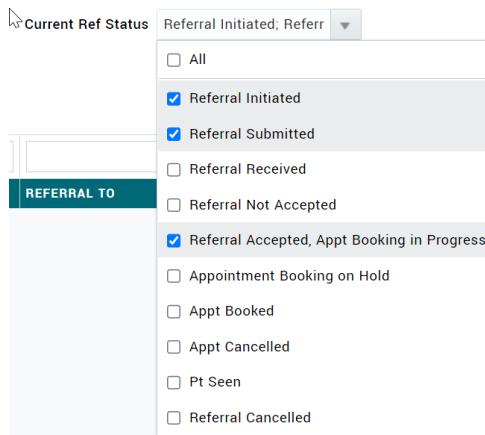 Current Ref Status Referral Initiated; Referr
All
Referral Initiated
Referral Submitted
Referral Received
REFERRAL TO
Referral Not Accepted
Referral Accepted, Appt Booking in Progress
Appointment Booking on Hold
Appt Booked
Appt Cancelled
Pt Seen
Referral Cancelled